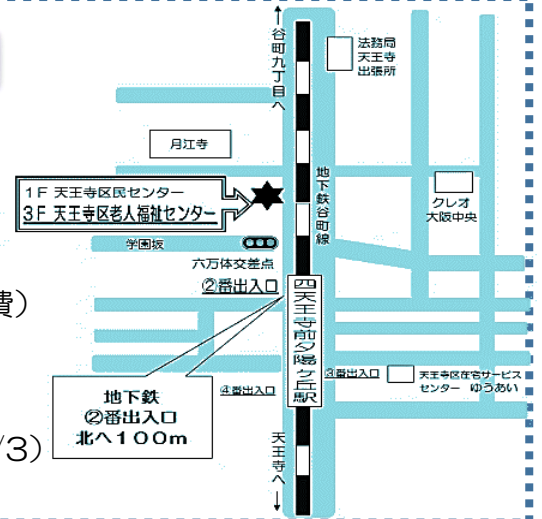 谷町九丁目へ
法務局
天王寺
出張所
月江寺
1F 天王寺区民センター
3F 天王寺区老人福祉センター
地下鉄谷町線
クレオ
大阪中央
学園坂
六万体交差点
②番出入口
四天王寺前夕陽ヶ丘駅
費）
③番出入口
天王寺区在宅サービス
センター ゆうあい
④番出入口
地下鉄
②番出入口
北へ100m
/3）
天王寺へ